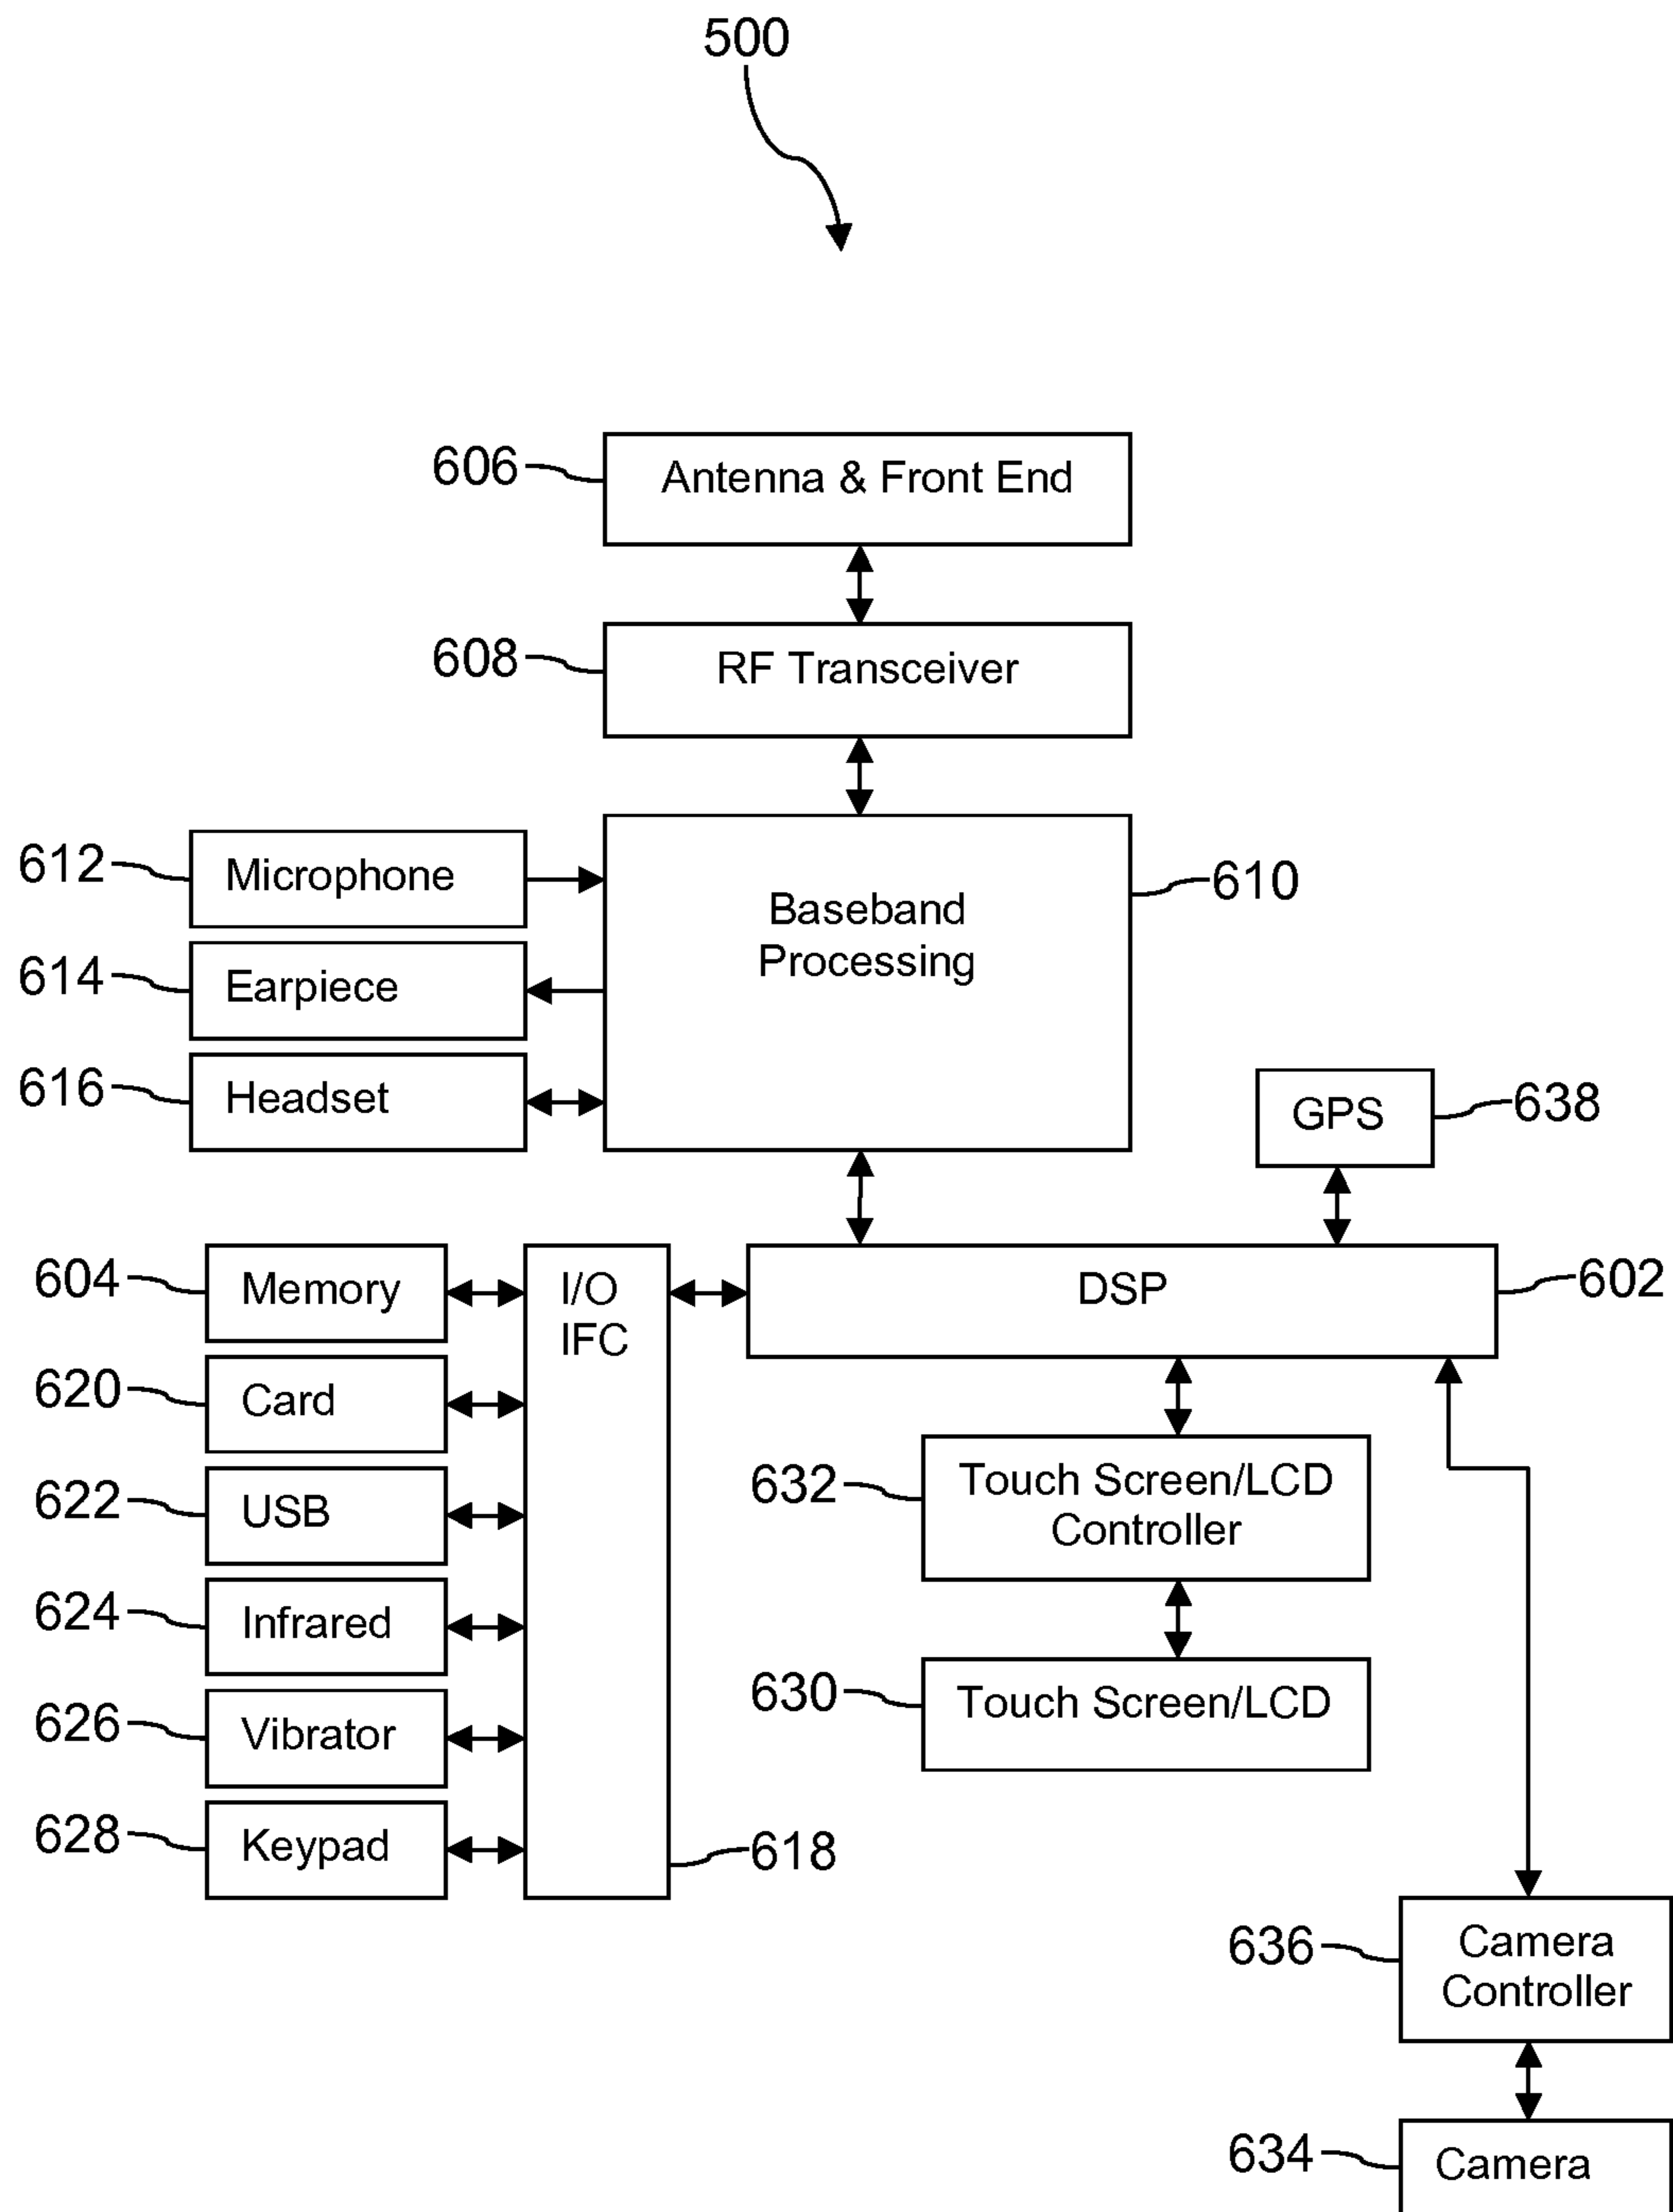 500
606
Antenna & Front End
608
RF Transceiver
612
Microphone
Baseband
Processing
610
614
Earpiece
616
Headset
GPS
638
604
Memory
I/O
IFC
DSP
602
620
Card
622
USB
632
Touch Screen/LCD
Controller
624
Infrared
630
Touch Screen/LCD
626
Vibrator
628
Keypad
618
636
Camera
Controller
634
Camera